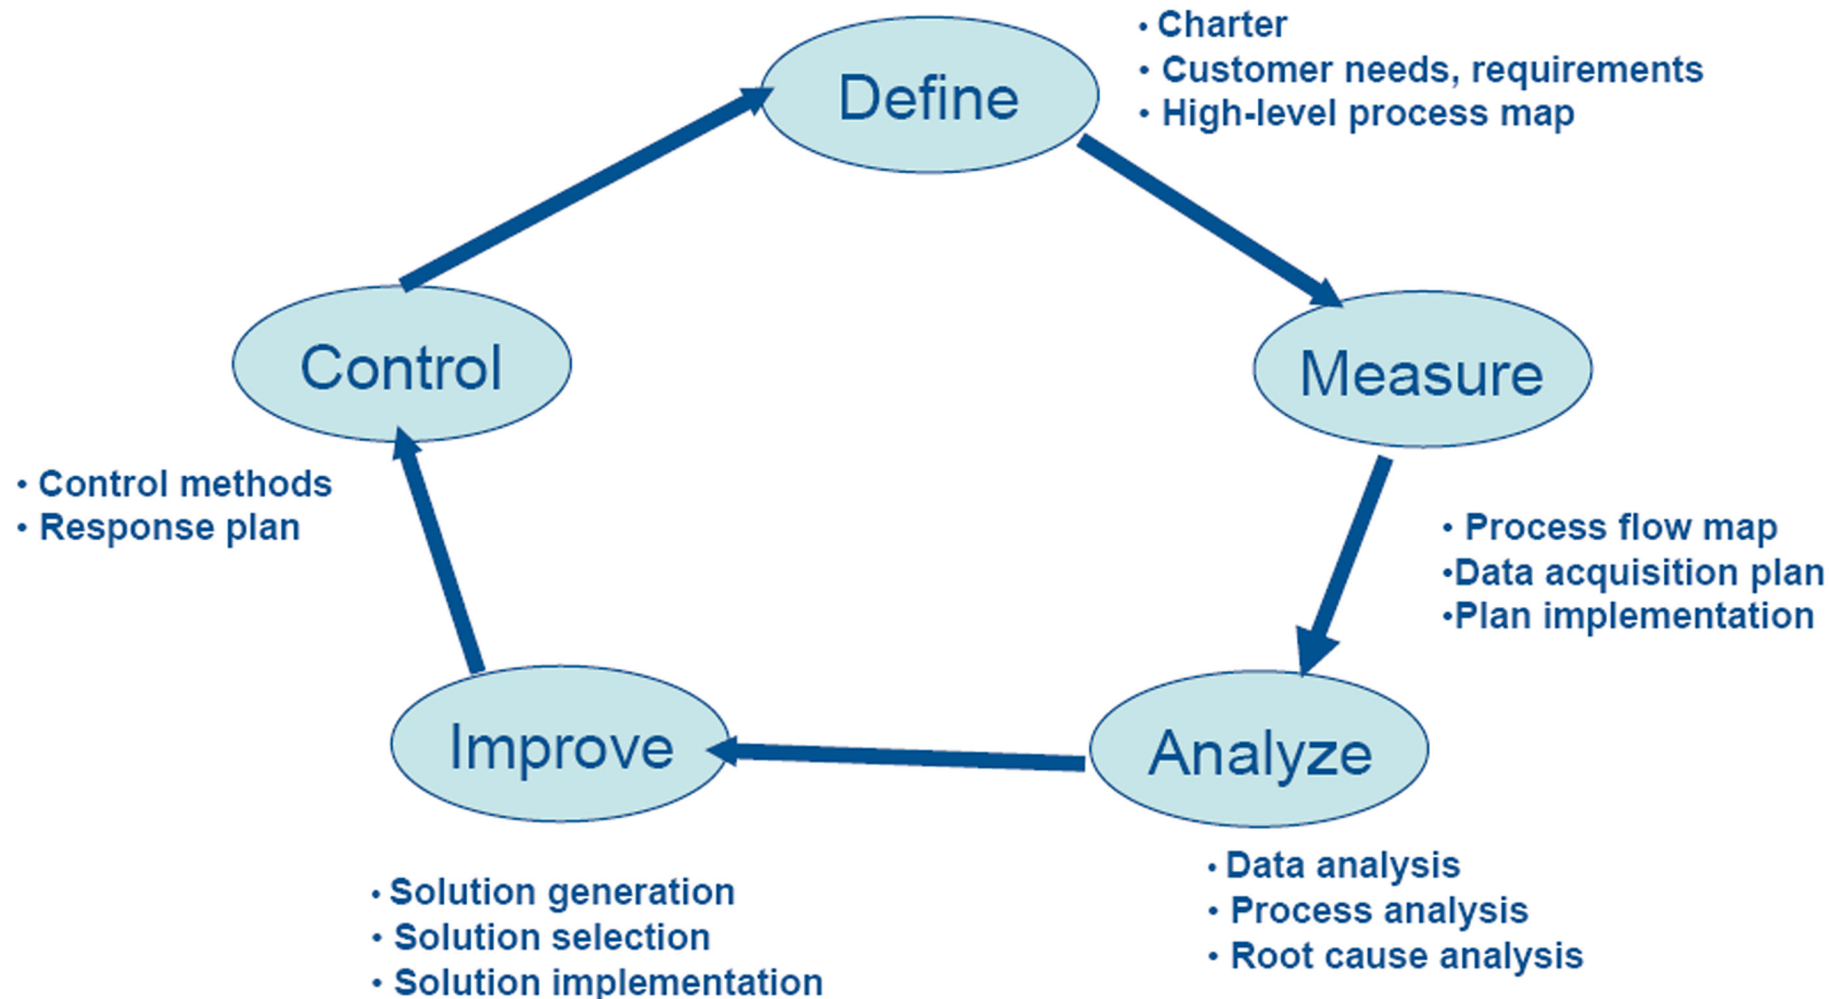 Define
• Charter
• Customer needs, requirements
• High-level process map
Measure
• Process flow map
•Data acquisition plan
•Plan implementation
Analyze
• Data analysis
• Process analysis
• Root cause analysis
Improve
• Solution generation
• Solution selection
• Solution implementation
Control
• Control methods
• Response plan